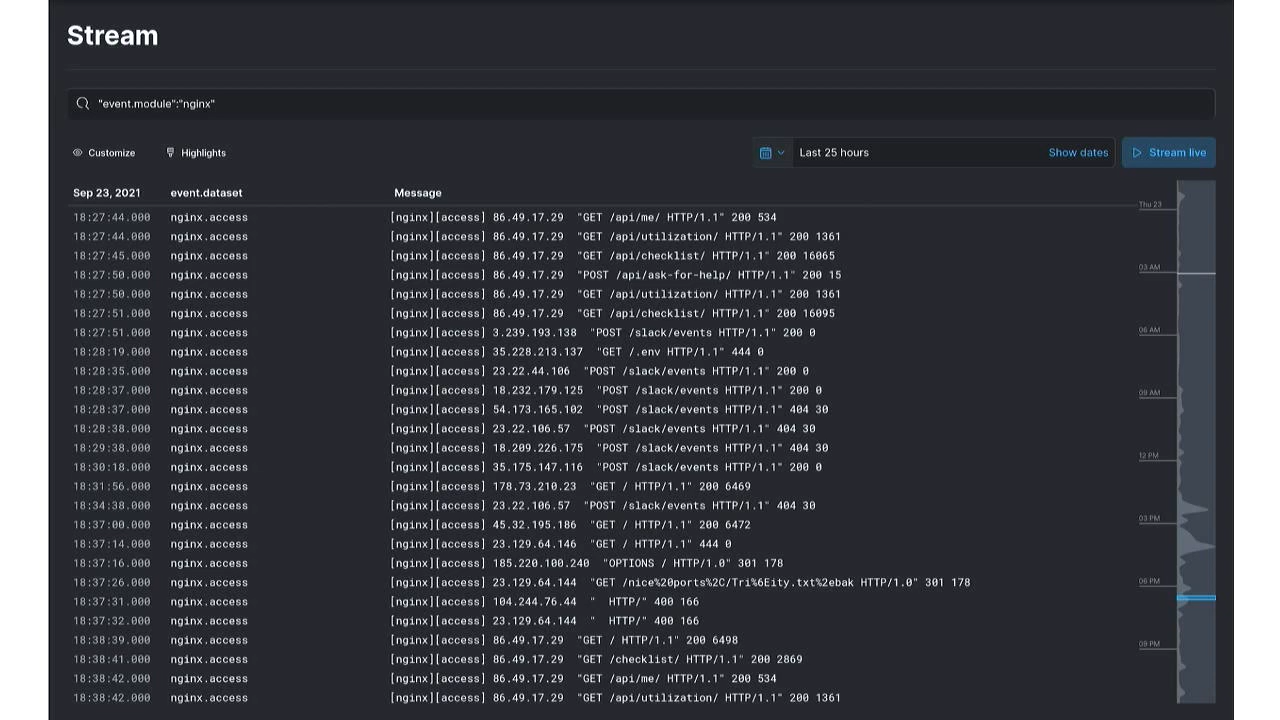 Stream
"event.module":"nginx"
Customize Highlights Last 25 hours Show dates Stream live
Sep 23, 2021 event.dataset Message
Thu 23
18:27:44.000 nginx.access [nginx][access] 86.49.17.29 "GET /api/me/ HTTP/1.1" 200 534
18:27:44.000 nginx.access [nginx][access] 86.49.17.29 "GET /api/utilization/ HTTP/1.1" 200 1361
18:27:45.000 nginx.access [nginx][access] 86.49.17.29 "GET /api/checklist/ HTTP/1.1" 200 16065
03 AM
18:27:50.000 nginx.access [nginx][access] 86.49.17.29 "POST /api/ask-for-help/ HTTP/1.1" 200 15
18:27:50.000 nginx.access [nginx][access] 86.49.17.29 "GET /api/utilization/ HTTP/1.1" 200 1361
18:27:51.000 nginx.access [nginx][access] 86.49.17.29 "GET /api/checklist/ HTTP/1.1" 200 16095
18:27:51.000 nginx.access [nginx][access] 3.239.193.138 "POST /slack/events HTTP/1.1" 200 0
06 AM
18:28:19.000 nginx.access [nginx][access] 35.228.213.137 "GET /.env HTTP/1.1" 444 0
18:28:35.000 nginx.access [nginx][access] 23.22.44.106 "POST /slack/events HTTP/1.1" 200 0
18:28:37.000 nginx.access [nginx][access] 18.232.179.125 "POST /slack/events HTTP/1.1" 200 0
09 AM
18:28:37.000 nginx.access [nginx][access] 54.173.165.102 "POST /slack/events HTTP/1.1" 404 30
18:28:38.000 nginx.access [nginx][access] 23.22.106.57 "POST /slack/events HTTP/1.1" 404 30
18:29:38.000 nginx.access [nginx][access] 18.209.226.175 "POST /slack/events HTTP/1.1" 404 30
12 PM
18:30:18.000 nginx.access [nginx][access] 35.175.147.116 "POST /slack/events HTTP/1.1" 200 0
18:31:56.000 nginx.access [nginx][access] 178.73.210.23 "GET / HTTP/1.1" 200 6469
18:34:38.000 nginx.access [nginx][access] 23.22.106.57 "POST /slack/events HTTP/1.1" 404 30
03 PM
18:37:00.000 nginx.access [nginx][access] 45.32.195.186 "GET / HTTP/1.1" 200 6472
18:37:14.000 nginx.access [nginx][access] 23.129.64.146 "GET / HTTP/1.1" 444 0
18:37:16.000 nginx.access [nginx][access] 185.220.100.240 "OPTIONS / HTTP/1.0" 301 178
18:37:26.000 nginx.access [nginx][access] 23.129.64.144 "GET /nice%20ports%2C/Tri%6Eity.txt%2ebak HTTP/1.0" 301 178
06 PM
18:37:31.000 nginx.access [nginx][access] 104.244.76.44 " HTTP/" 400 166
18:37:32.000 nginx.access [nginx][access] 23.129.64.144 " HTTP/" 400 166
18:38:39.000 nginx.access [nginx][access] 86.49.17.29 "GET / HTTP/1.1" 200 6498
09 PM
18:38:41.000 nginx.access [nginx][access] 86.49.17.29 "GET /checklist/ HTTP/1.1" 200 2869
18:38:42.000 nginx.access [nginx][access] 86.49.17.29 "GET /api/me/ HTTP/1.1" 200 534
18:38:42.000 nginx.access [nginx][access] 86.49.17.29 "GET /api/utilization/ HTTP/1.1" 200 1361